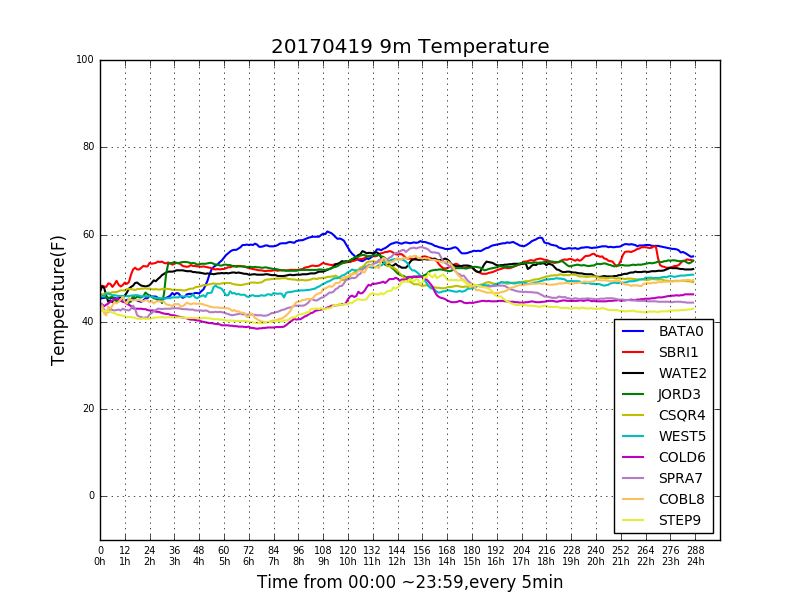 20170419 9m Temperature
Temperature(F)
100
80
60
40
20
0
BATA0
SBRI1
WATE2
JORD3
CSQR4
WEST5
COLD6
SPRA7
COBL8
STEP9
0 12 24 36 48 60 72 84 96 108 120 132 144 156 168 180 192 204 216 228 240 252 264 276 288
0h 1h 2h 3h 4h 5h 6h 7h 8h 9h 10h 11h 12h 13h 14h 15h 16h 17h 18h 19h 20h 21h 22h 23h 24h
Time from 00:00 ~23:59,every 5min